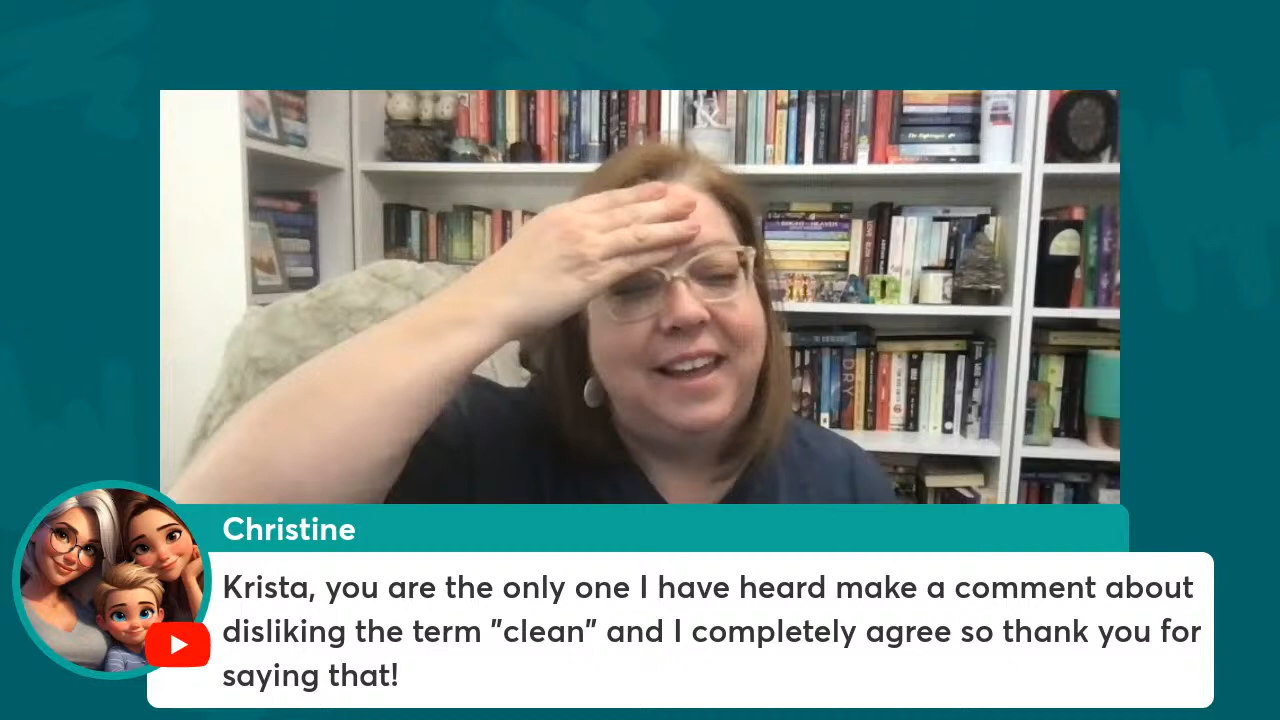 DRY
Christine
Krista, you are the only one I have heard make a comment about
disliking the term "clean" and I completely agree so thank you for
saying that!